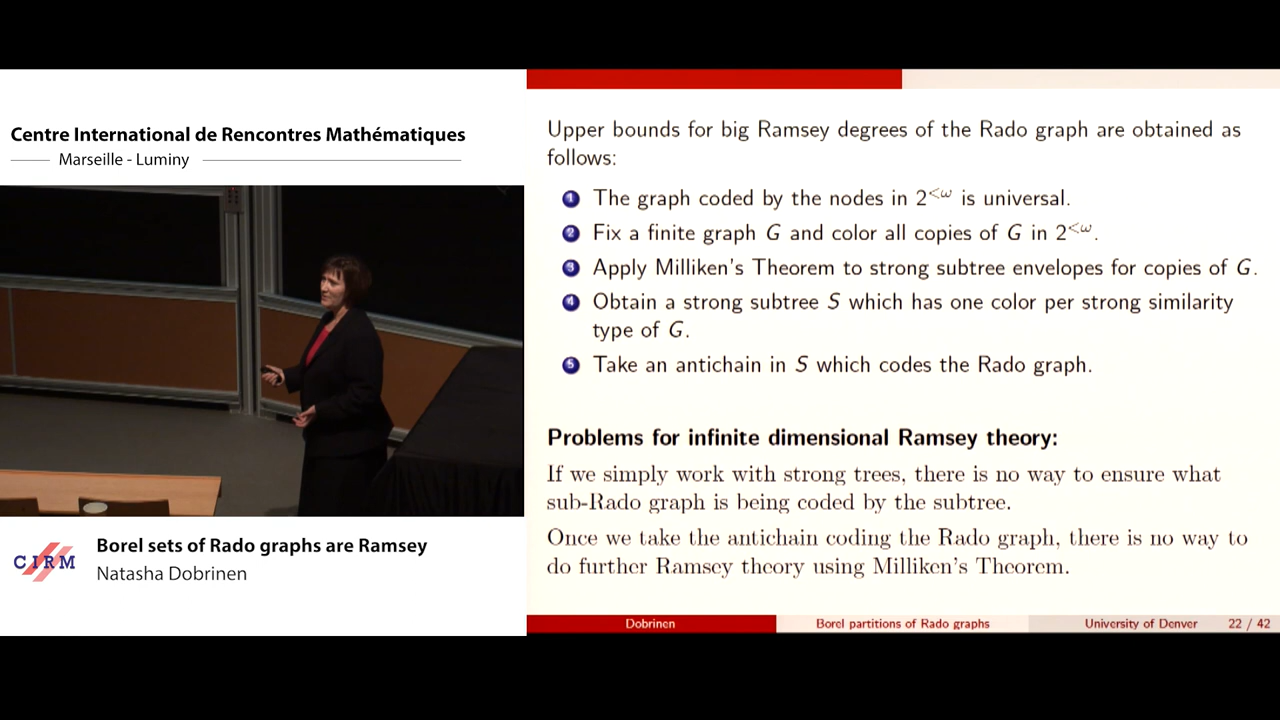 Centre International de Rencontres Mathématiques
Marseille - Luminy
CIRM
Borel sets of Rado graphs are Ramsey
Natasha Dobrinen
Upper bounds for big Ramsey degrees of the Rado graph are obtained as
follows:
1 The graph coded by the nodes in 2^{<ω} is universal.
2 Fix a finite graph G and color all copies of G in 2^{<ω}.
3 Apply Milliken's Theorem to strong subtree envelopes for copies of G.
4 Obtain a strong subtree S which has one color per strong similarity
type of G.
5 Take an antichain in S which codes the Rado graph.
Problems for infinite dimensional Ramsey theory:
If we simply work with strong trees, there is no way to ensure what
sub-Rado graph is being coded by the subtree.
Once we take the antichain coding the Rado graph, there is no way to
do further Ramsey theory using Milliken's Theorem.
Dobrinen Borel partitions of Rado graphs University of Denver 22 / 42